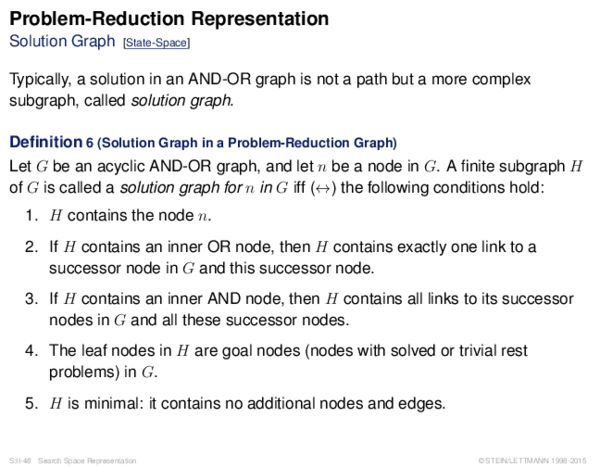 Problem-Reduction Representation
Solution Graph [State-Space]
Typically, a solution in an AND-OR graph is not a path but a more complex
subgraph, called solution graph.
Definition 6 (Solution Graph in a Problem-Reduction Graph)
Let G be an acyclic AND-OR graph, and let n be a node in G. A finite subgraph H
of G is called a solution graph for n in G iff (↔) the following conditions hold:
1. H contains the node n.
2. If H contains an inner OR node, then H contains exactly one link to a
successor node in G and this successor node.
3. If H contains an inner AND node, then H contains all links to its successor
nodes in G and all these successor nodes.
4. The leaf nodes in H are goal nodes (nodes with solved or trivial rest
problems) in G.
5. H is minimal: it contains no additional nodes and edges.
S:II-48 Search Space Representation ©STEIN/LETTMANN 1998-2015